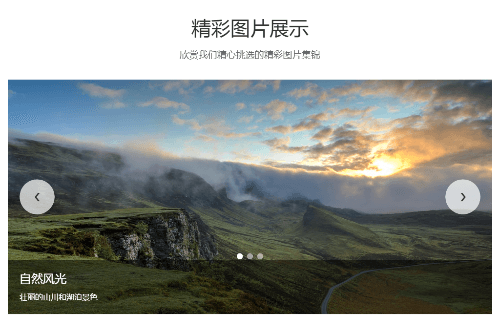 精彩图片展示
欣赏我们精心挑选的精彩图片集锦
自然风光
壮丽的山川和湖泊景色